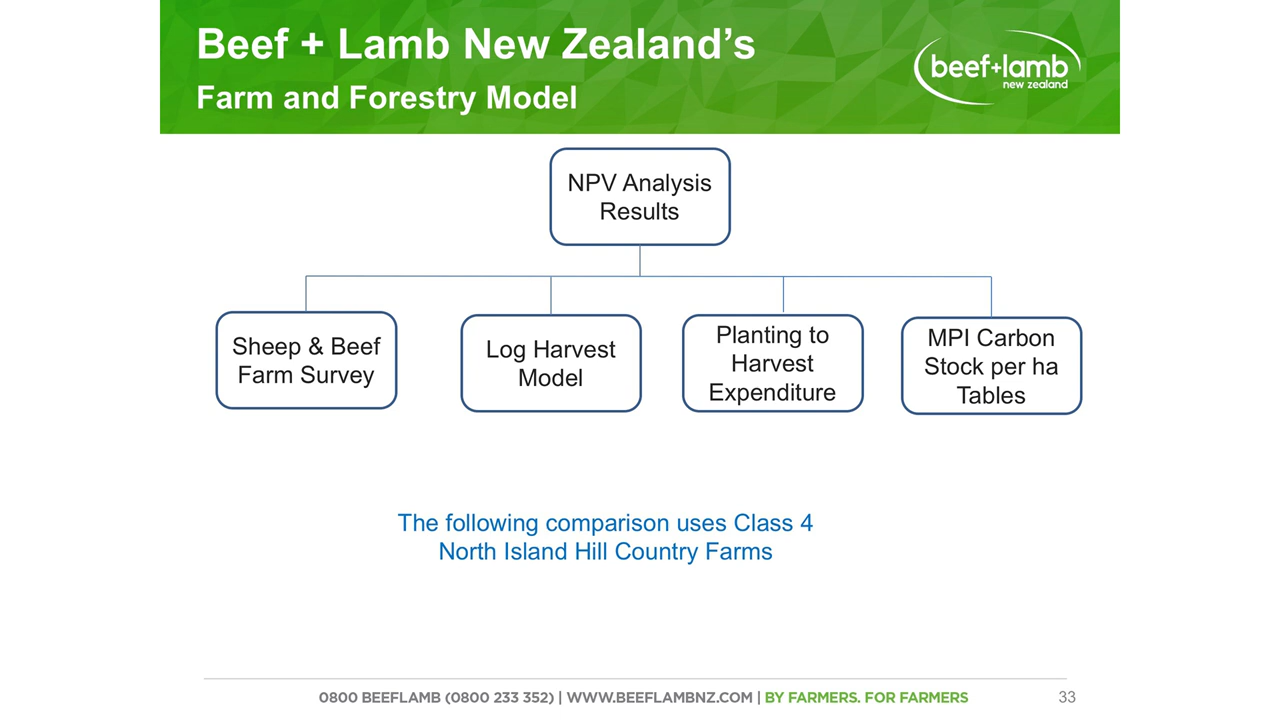 Beef + Lamb New Zealand’s
Farm and Forestry Model
beef+lamb
new zealand
NPV Analysis
Results
Sheep & Beef
Farm Survey
Log Harvest
Model
Planting to
Harvest
Expenditure
MPI Carbon
Stock per ha
Tables
The following comparison uses Class 4
North Island Hill Country Farms
0800 BEEFLAMB (0800 233 352) | WWW.BEEFLAMBNZ.COM | BY FARMERS. FOR FARMERS
33